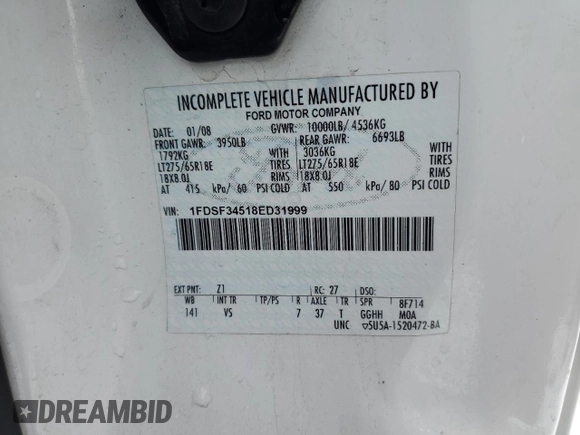 INCOMPLETE VEHICLE MANUFACTURED BY
FORD MOTOR COMPANY
DATE: 01/08 GVWR: 10000LB/ 4536KG
FRONT GAWR: 3950LB REAR GAWR: 6693LB
1792KG WITH 3036KG WITH
LT275/65R18E TIRES LT275/65R18E TIRES
18X8.0J RIMS 18X8.0J RIMS
AT 415 kPa/ 60 PSI COLD AT 550 kPa/ 80 PSI COLD
VIN: 1FDSF34518ED31999
EXT PNT: Z1 RC: 27 DSO:
WB INT TR TP/PS R AXLE TR SPR 8F714
141 VS 7 37 T GGHH M0A
UNC ▽5U5A-1520472-BA
DREAMBID